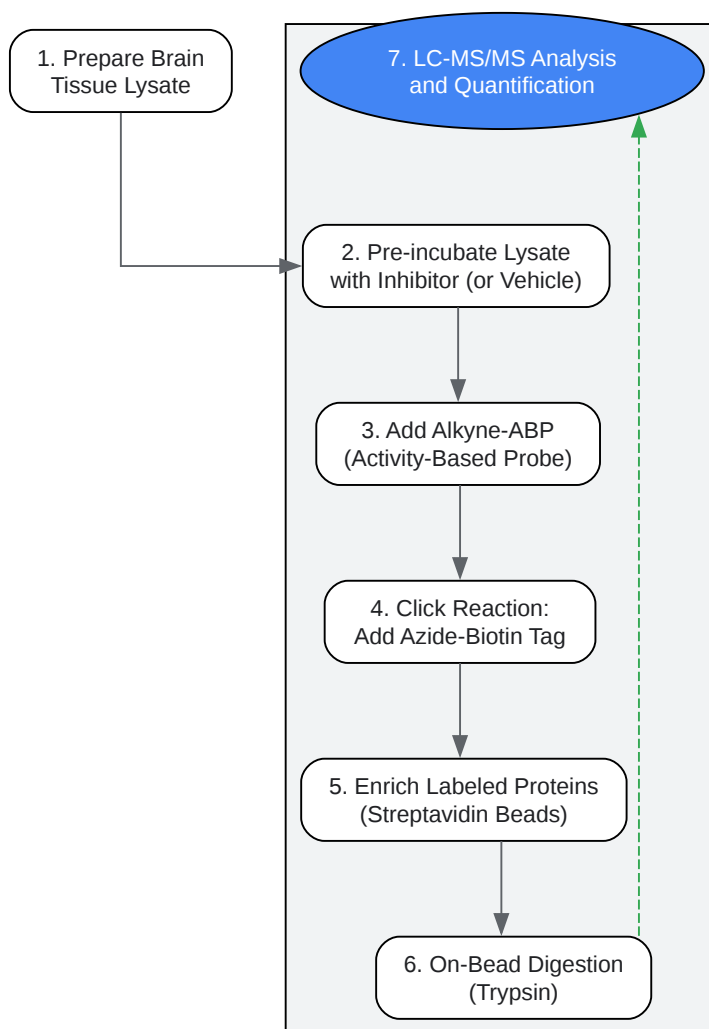 1. Prepare Brain
Tissue Lysate
7. LC-MS/MS Analysis
and Quantification
2. Pre-incubate Lysate
with Inhibitor (or Vehicle)
3. Add Alkyne-ABP
(Activity-Based Probe)
4. Click Reaction:
Add Azide-Biotin Tag
5. Enrich Labeled Proteins
(Streptavidin Beads)
6. On-Bead Digestion
(Trypsin)